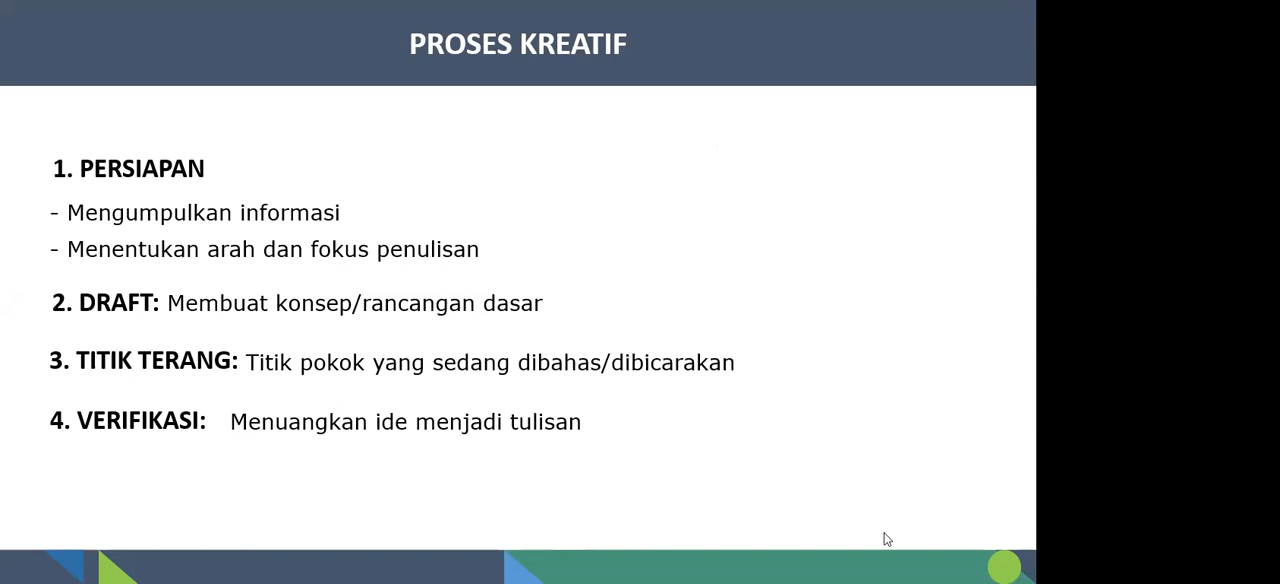 PROSES KREATIF
1. PERSIAPAN
- Mengumpulkan informasi
- Menentukan arah dan fokus penulisan
2. DRAFT: Membuat konsep/rancangan dasar
3. TITIK TERANG: Titik pokok yang sedang dibahas/dibicarakan
4. VERIFIKASI: Menuangkan ide menjadi tulisan